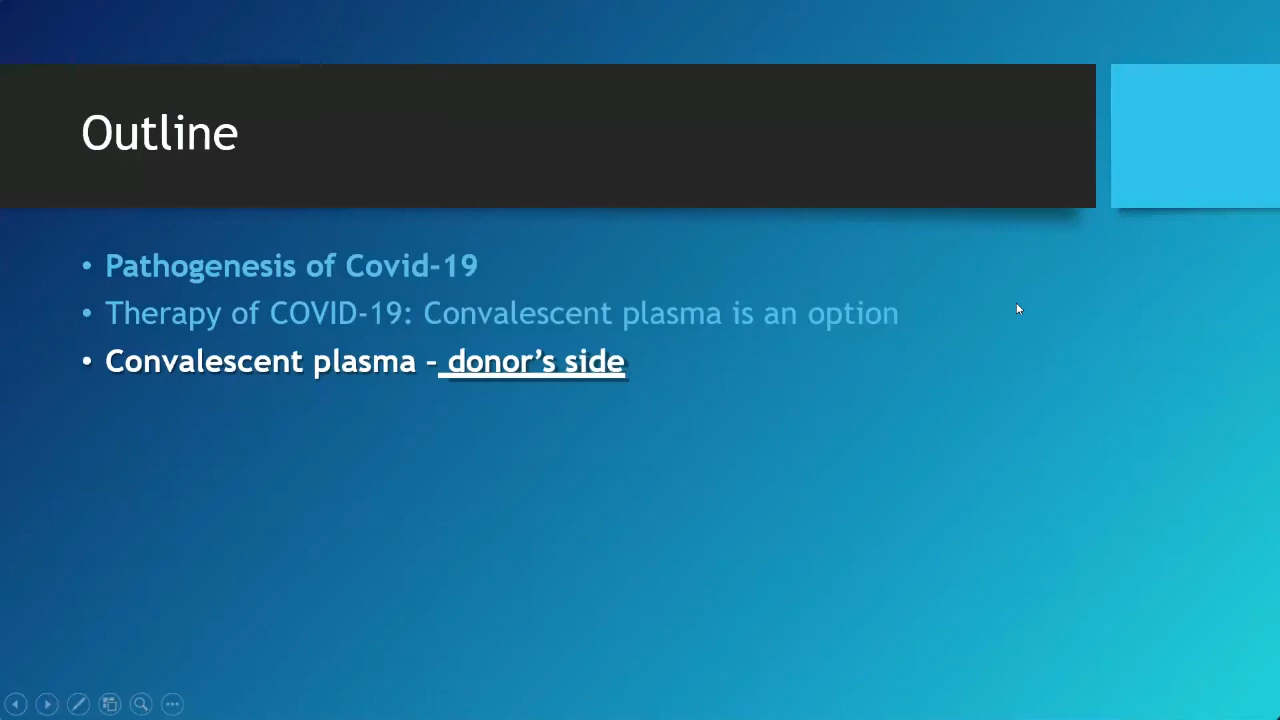 Outline
• Pathogenesis of Covid-19
• Therapy of COVID-19: Convalescent plasma is an option
• Convalescent plasma – donor’s side